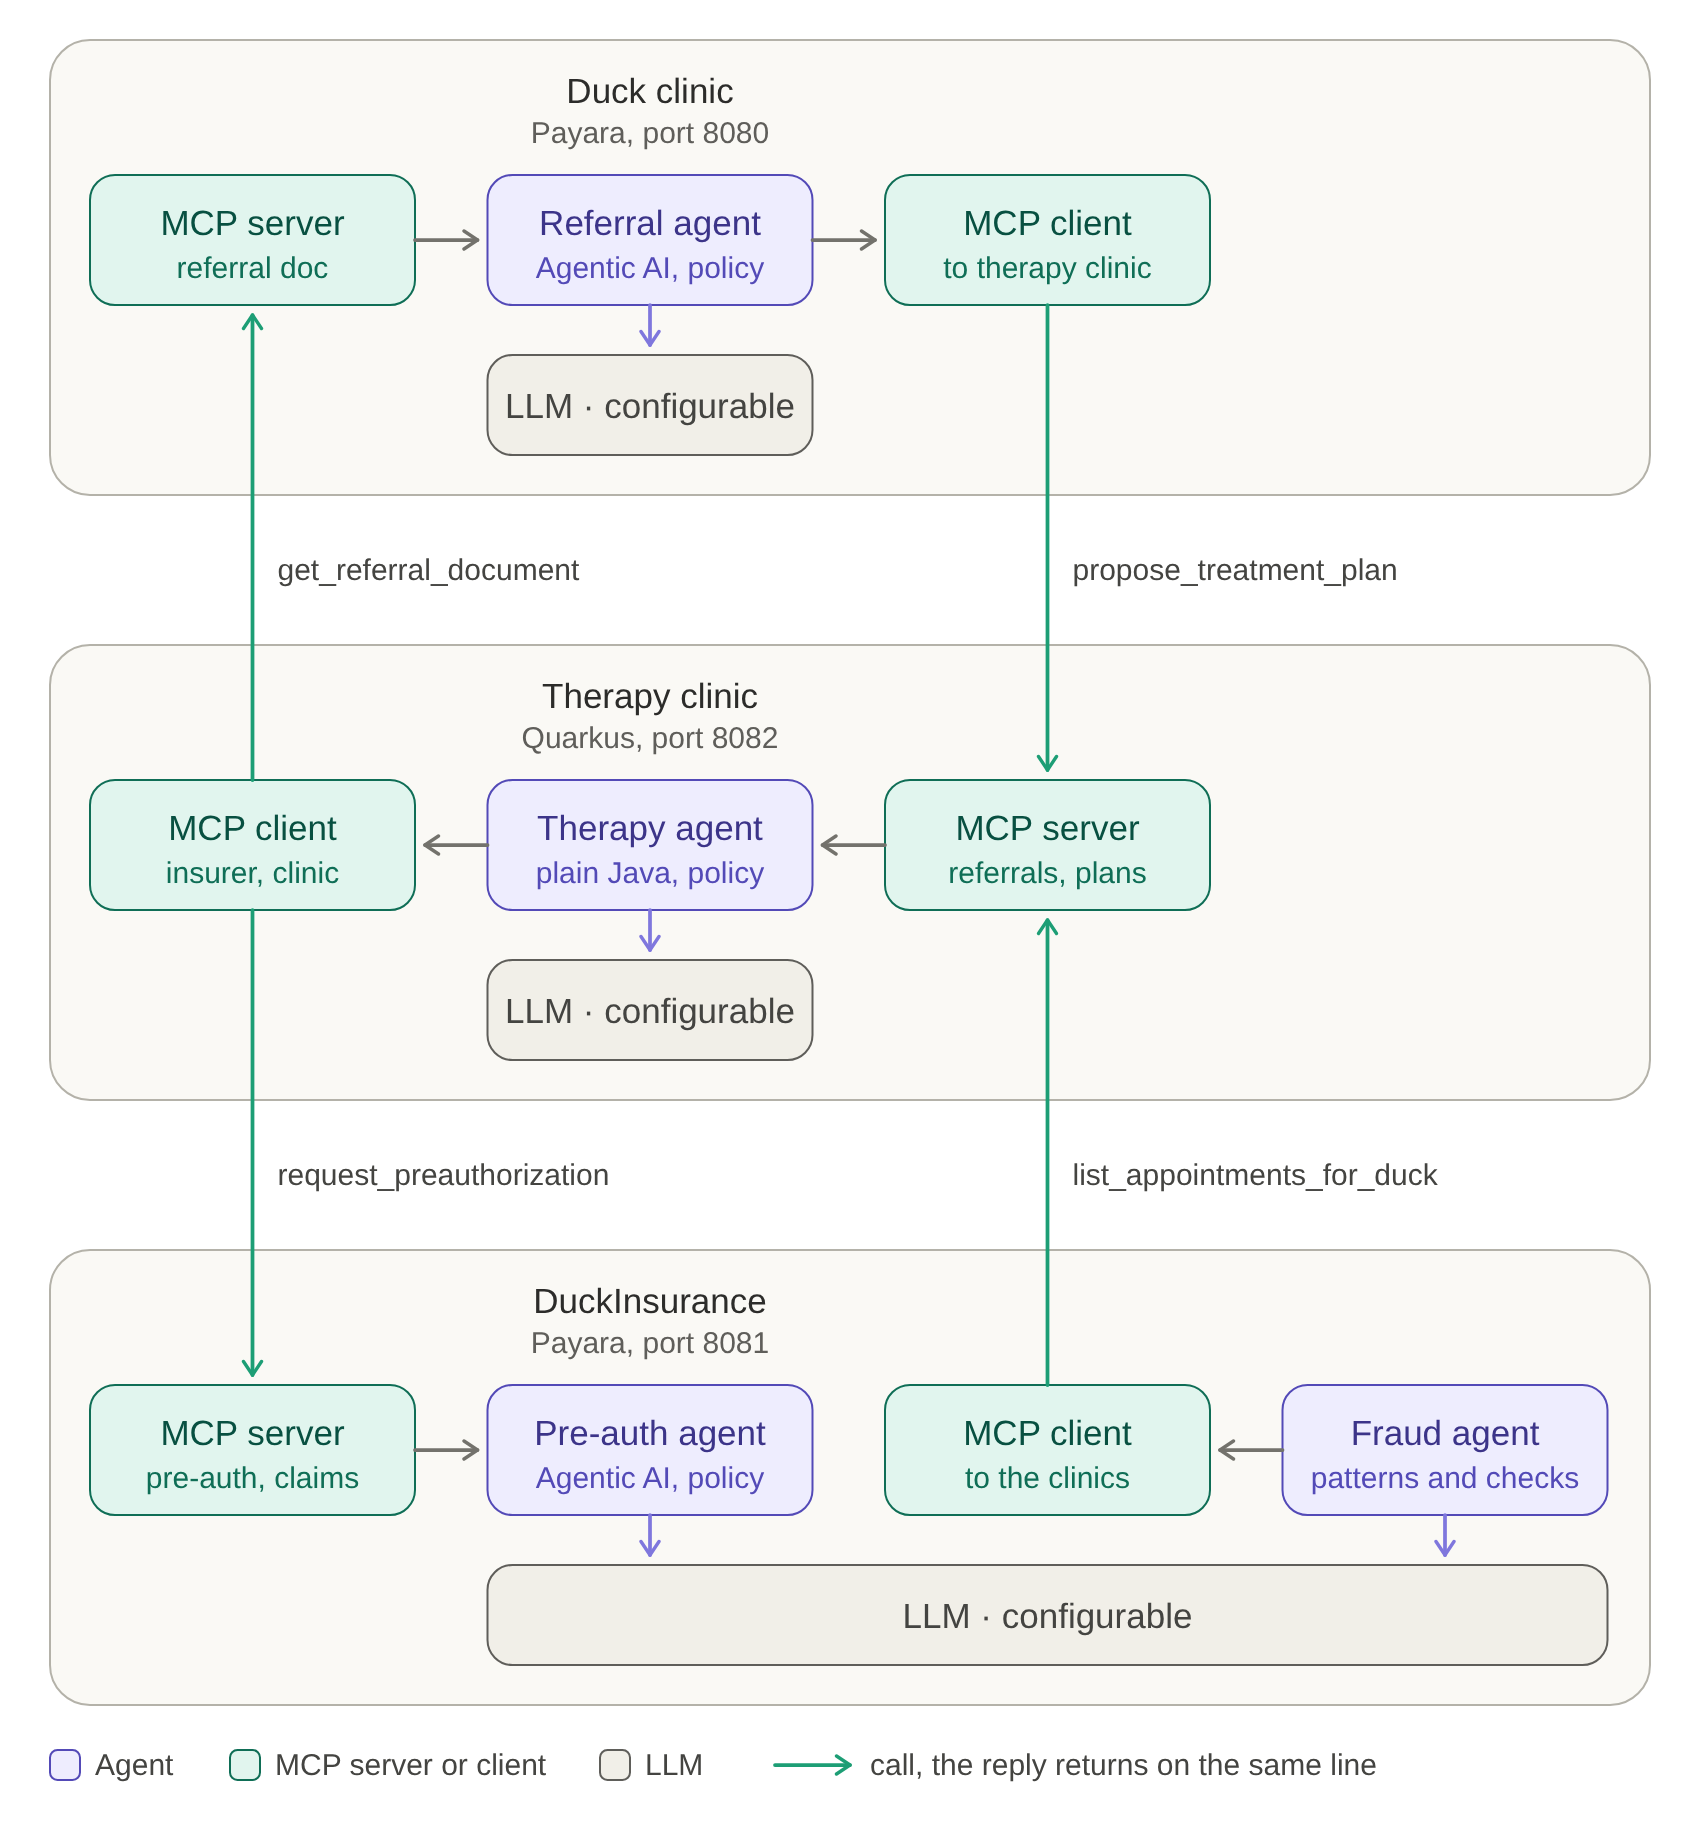 Duck clinic
Payara, port 8080
MCP server
referral doc
Referral agent
Agentic AI, policy
MCP client
to therapy clinic
LLM · configurable
get_referral_document
propose_treatment_plan
Therapy clinic
Quarkus, port 8082
MCP client
insurer, clinic
Therapy agent
plain Java, policy
MCP server
referrals, plans
LLM · configurable
request_preauthorization
list_appointments_for_duck
DuckInsurance
Payara, port 8081
MCP server
pre-auth, claims
Pre-auth agent
Agentic AI, policy
MCP client
to the clinics
Fraud agent
patterns and checks
LLM · configurable
Agent
MCP server or client
LLM
call, the reply returns on the same line